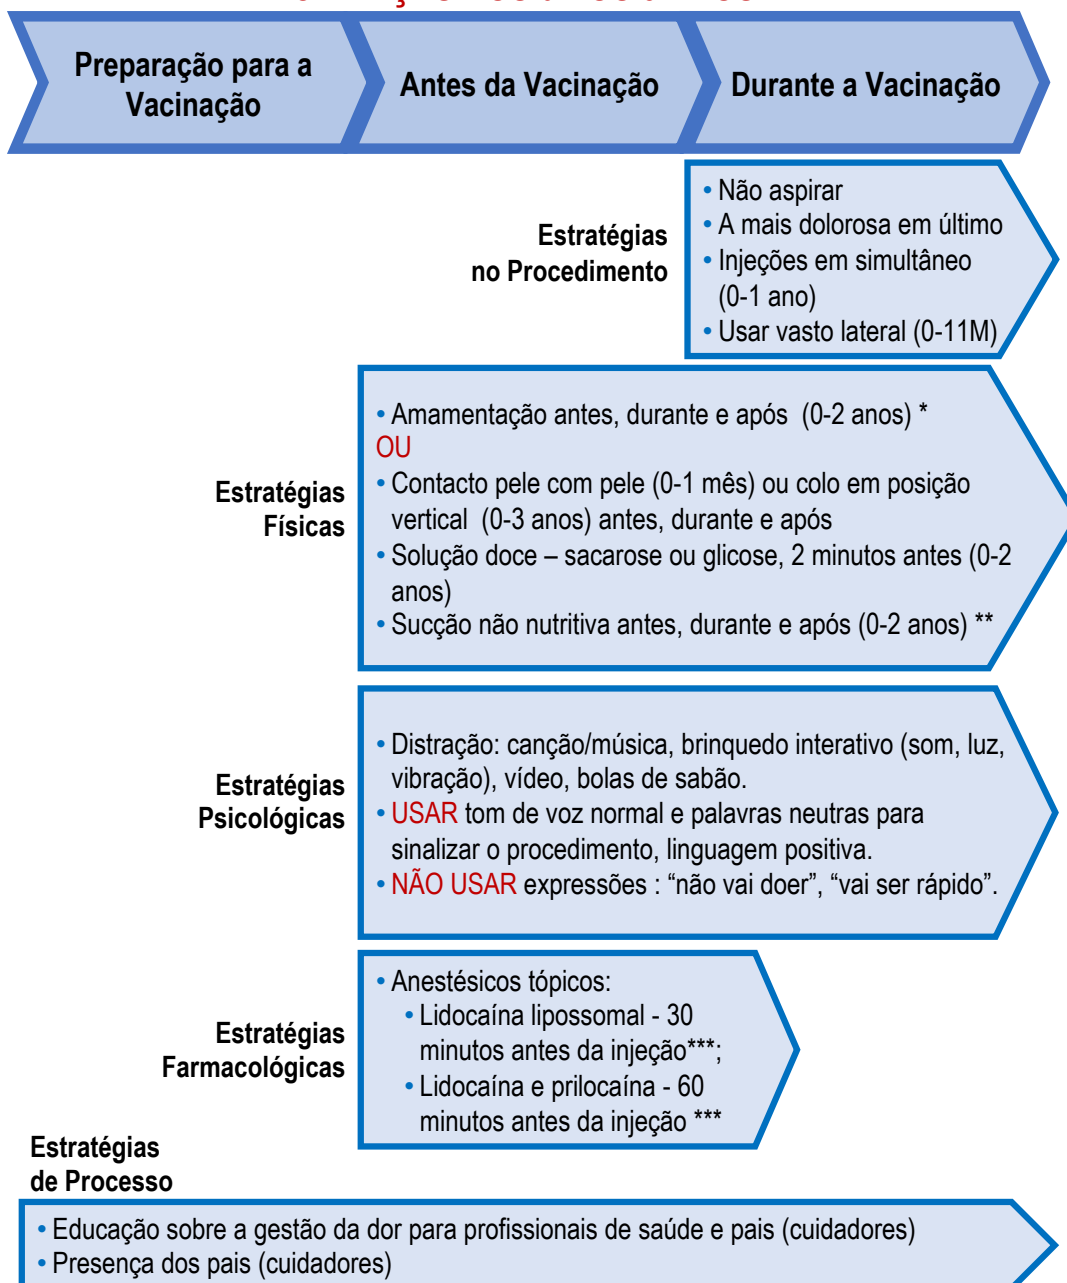 Preparação para a
Vacinação
Antes da Vacinação
Durante a Vacinação
Estratégias
no Procedimento
• Não aspirar
• A mais dolorosa em último
• Injeções em simultâneo
(0-1 ano)
• Usar vasto lateral (0-11M)
Estratégias
Físicas
• Amamentação antes, durante e após (0-2 anos) *
OU
• Contacto pele com pele (0-1 mês) ou colo em posição
vertical (0-3 anos) antes, durante e após
• Solução doce – sacarose ou glicose, 2 minutos antes (0-2
anos)
• Sucção não nutritiva antes, durante e após (0-2 anos) **
Estratégias
Psicológicas
• Distração: canção/música, brinquedo interativo (som, luz,
vibração), vídeo, bolas de sabão.
• USAR tom de voz normal e palavras neutras para
sinalizar o procedimento, linguagem positiva.
• NÃO USAR expressões : “não vai doer”, “vai ser rápido”.
Estratégias
Farmacológicas
• Anestésicos tópicos:
• Lidocaína lipossomal - 30
minutos antes da injeção***;
• Lidocaína e prilocaína - 60
minutos antes da injeção ***
Estratégias
de Processo
• Educação sobre a gestão da dor para profissionais de saúde e pais (cuidadores)
• Presença dos pais (cuidadores)